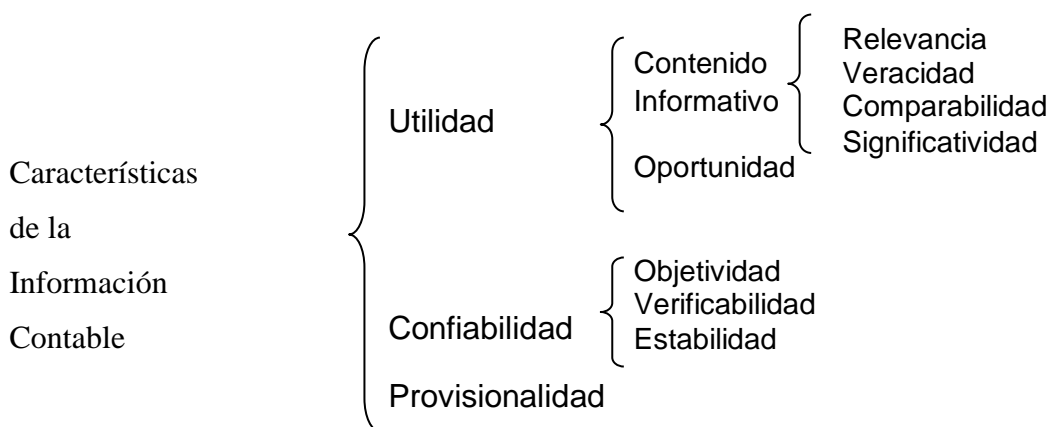 Características
de la
Información
Contable
Utilidad
Contenido
Informativo
Relevancia
Veracidad
Comparabilidad
Significatividad
Oportunidad
Confiabilidad
Objetividad
Verificabilidad
Estabilidad
Provisionalidad